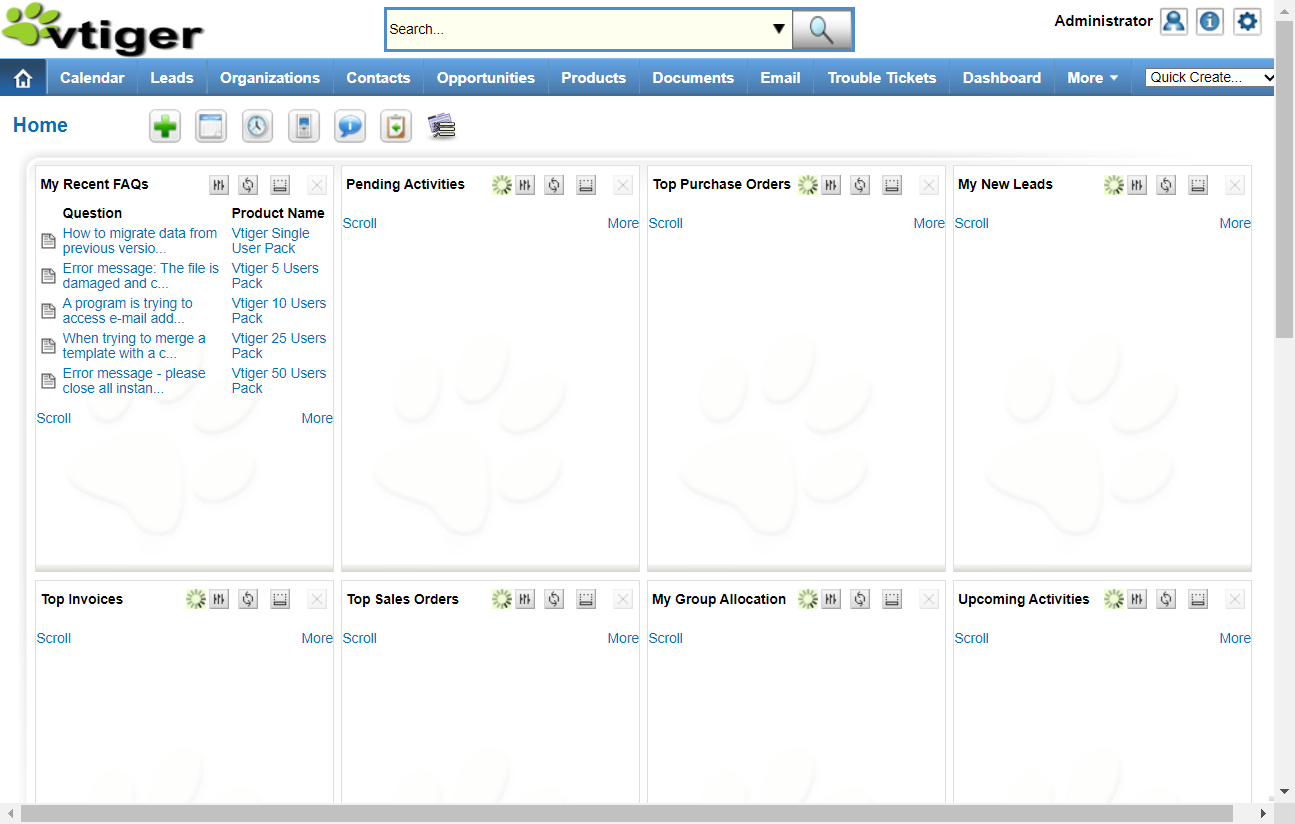 vtiger
Search...
Administrator
Calendar Leads Organizations Contacts Opportunities Products Documents Email Trouble Tickets Dashboard More Quick Create...
Home
My Recent FAQs
Question Product Name
How to migrate data from previous versio... Vtiger Single User Pack
Error message: The file is damaged and c... Vtiger 5 Users Pack
A program is trying to access e-mail add... Vtiger 10 Users Pack
When trying to merge a template with a c... Vtiger 25 Users Pack
Error message - please close all instan... Vtiger 50 Users Pack
Scroll More
Pending Activities
Scroll More
Top Purchase Orders
Scroll More
My New Leads
Scroll More
Top Invoices
Scroll More
Top Sales Orders
Scroll More
My Group Allocation
Scroll
Upcoming Activities
Scroll More